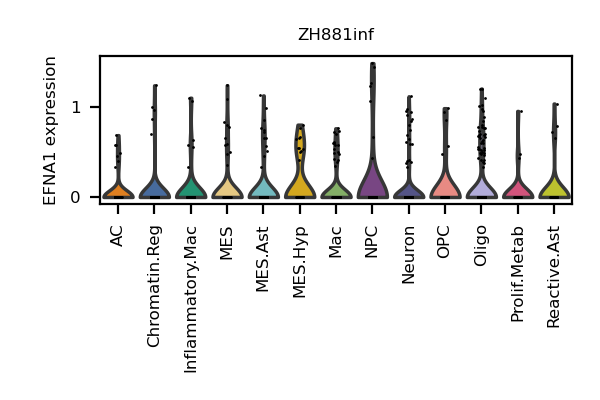 ZH881inf
EFNA1 expression
1
0
AC
Chromatin.Reg
Inflammatory.Mac
MES
MES.Ast
MES.Hyp
Mac
NPC
Neuron
OPC
Oligo
Prolif.Metab
Reactive.Ast